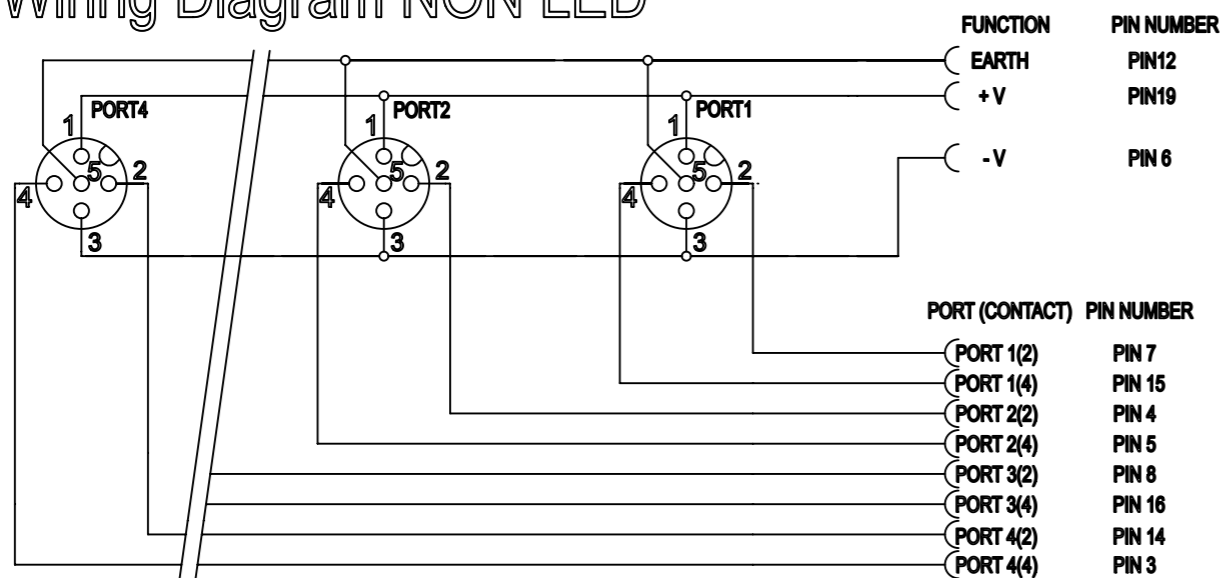 Wiring Diagram NON LED
FUNCTION PIN NUMBER
EARTH PIN12
+V PIN19
-V PIN 6
PORT4 PORT2 PORT1
1 1 1
5 2 5 2 5 2
4 4 4
3 3 3
PORT (CONTACT) PIN NUMBER
PORT 1(2) PIN 7
PORT 1(4) PIN 15
PORT 2(2) PIN 4
PORT 2(4) PIN 5
PORT 3(2) PIN 8
PORT 3(4) PIN 16
PORT 4(2) PIN 14
PORT 4(4) PIN 3